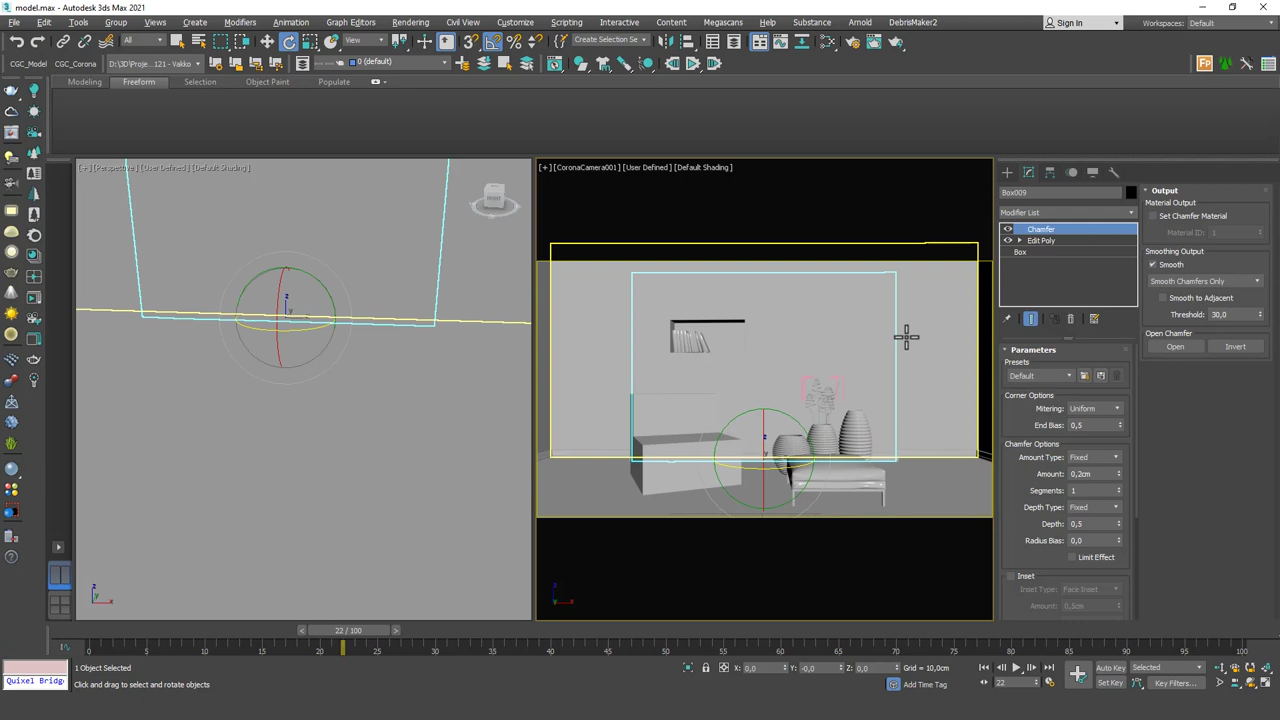 model.max - Autodesk 3ds Max 2021
File Edit Tools Group Views Create Modifiers Animation Graph Editors Rendering Civil View Customize Scripting Interactive Content Megascans Help V-Ray Substance Arnold DebrisMaker2
Sign In Workspaces: Default
All View Create Selection Se
CGC_Model CGC_Corona D:\3D\Proje...121 - Vakko 0 (default)
Modeling Freeform Selection Object Paint Populate
[+] [Perspective] [User Defined] [Default Shading]
FRONT
[+] [CoronaCamera001] [User Defined] [Default Shading]
Box009
Modifier List
Chamfer
Edit Poly
Box
Output
Material Output
Set Chamfer Material
Material ID: 1
Smoothing Output
Smooth
Smooth Chamfers Only
Smooth to Adjacent
Threshold: 30,0
Open Chamfer
Open Invert
Parameters
Presets
Default
Corner Options
Mitering: Uniform
End Bias: 0,5
Chamfer Options
Amount Type: Fixed
Amount: 0,2cm
Segments: 1
Depth Type: Fixed
Depth: 0,5
Radius Bias: 0,0
Limit Effect
Inset
Inset Type: Face Inset
Amount: 0,5cm
z
y
z
y
z
x
z
y
x
22 / 100
0 5 10 15 20 25 30 35 40 45 50 55 60 65 70 75 80 85 90 95 100
1 Object Selected
Click and drag to select and rotate objects
Quixel Bridg
X: 0,0 Y: -0,0 Z: 0,0 Grid = 10,0cm
Add Time Tag
22
Auto Key Selected
Set Key Key Filters...